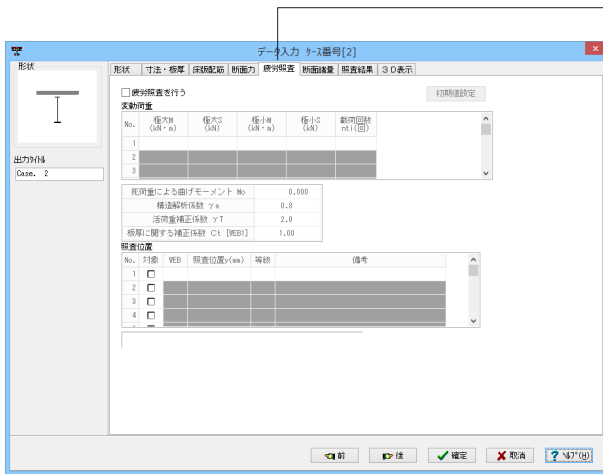 データ入力 ケース番号[2]
形状
出力タイトル
Case. 2
形状 寸法・板厚 床版配筋 断面力 疲労照査 断面諸量 照査結果 3D表示
疲労照査を行う
初期値設定
変動荷重
No. 極大M (kN・m) 極大S (kN) 極小M (kN・m) 極小S (kN) 載荷回数 nti(回)
1
2
3
死荷重による曲げモーメント Mo 0.000
構造解析係数 γa 0.8
活荷重補正係数 γT 2.0
板厚に関する補正係数 Ct [WEB1] 1.00
照査位置
No. 対象 WEB 照査位置y(mm) 等級 備考
1
2
3
4
前 後 確定 取消 ? ヘルプ(H)